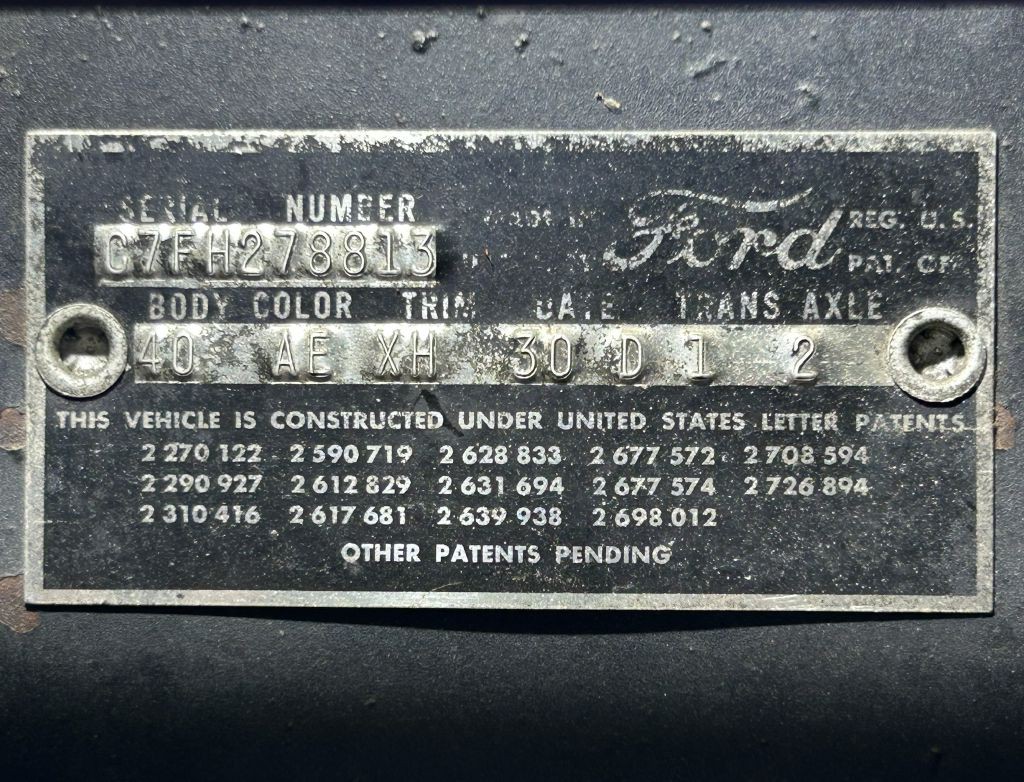 SERIAL NUMBER
C7FH278813
MADE IN
Ford
REG. U.S.
PAT. OF
BODY COLOR TRIM DATE TRANS AXLE
40 AE XH 30 D 1 2
THIS VEHICLE IS CONSTRUCTED UNDER UNITED STATES LETTER PATENTS
2 270 122 2 590 719 2 628 833 2 677 572 2 708 594
2 290 927 2 612 829 2 631 694 2 677 574 2 726 894
2 310 416 2 617 681 2 639 938 2 698 012
OTHER PATENTS PENDING